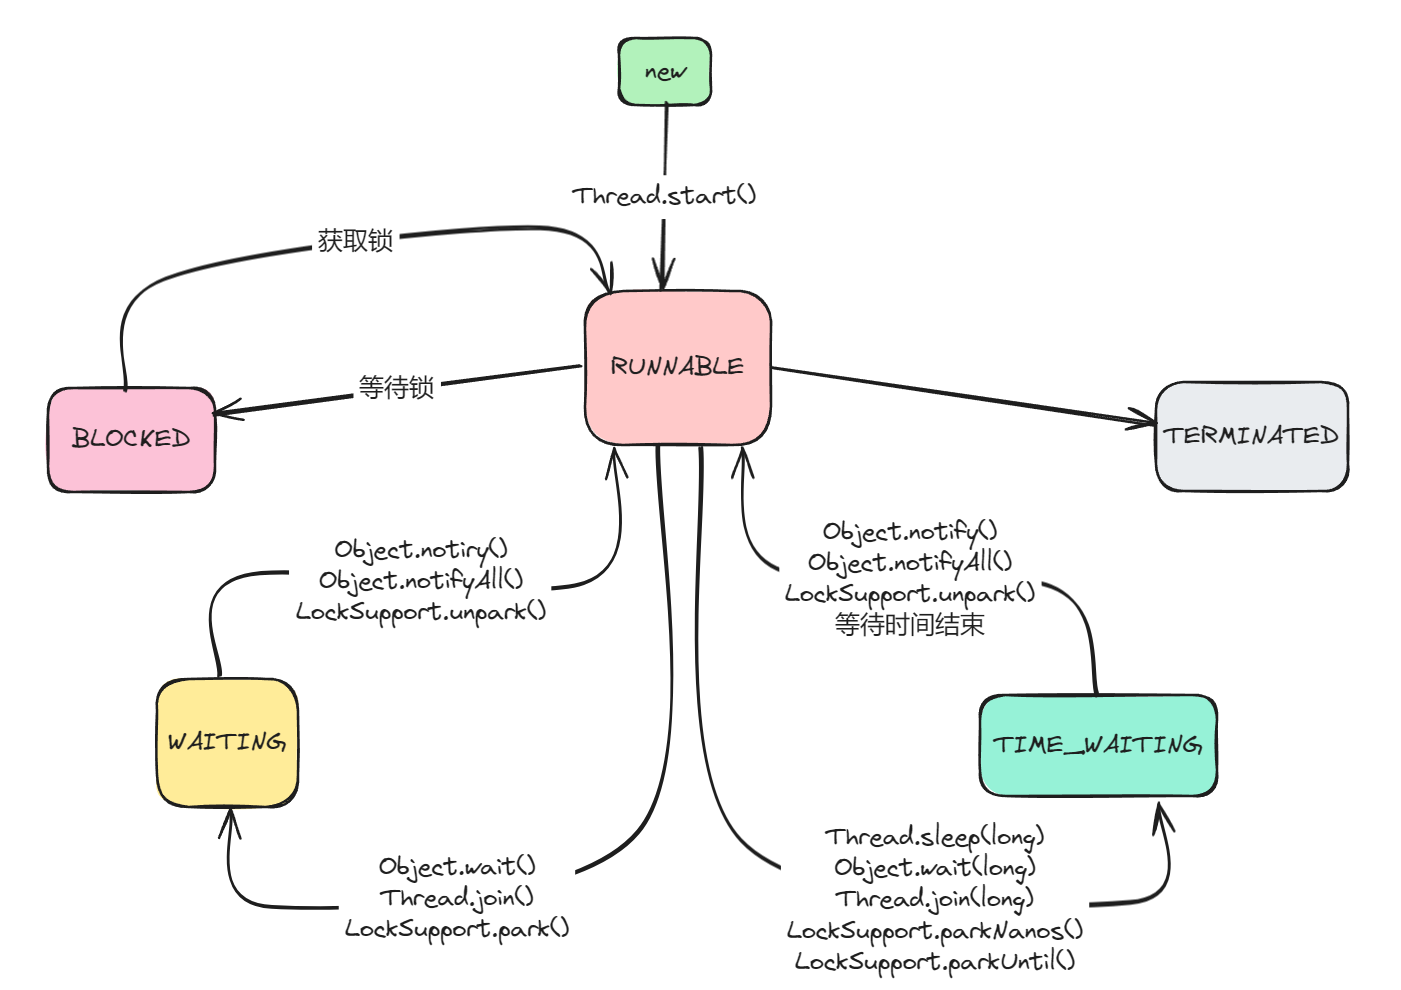 new
Thread.start()
获取锁
RUNNABLE
等待锁
BLOCKED
TERMINATED
Object.notiry()
Object.notifyAll()
LockSupport.unpark()
Object.notify()
Object.notifyAll()
LockSupport.unpark()
等待时间结束
WAITING
TIME_WAITING
Object.wait()
Thread.join()
LockSupport.park()
Thread.sleep(long)
Object.wait(long)
Thread.join(long)
LockSupport.parkNanos()
LockSupport.parkUntil()